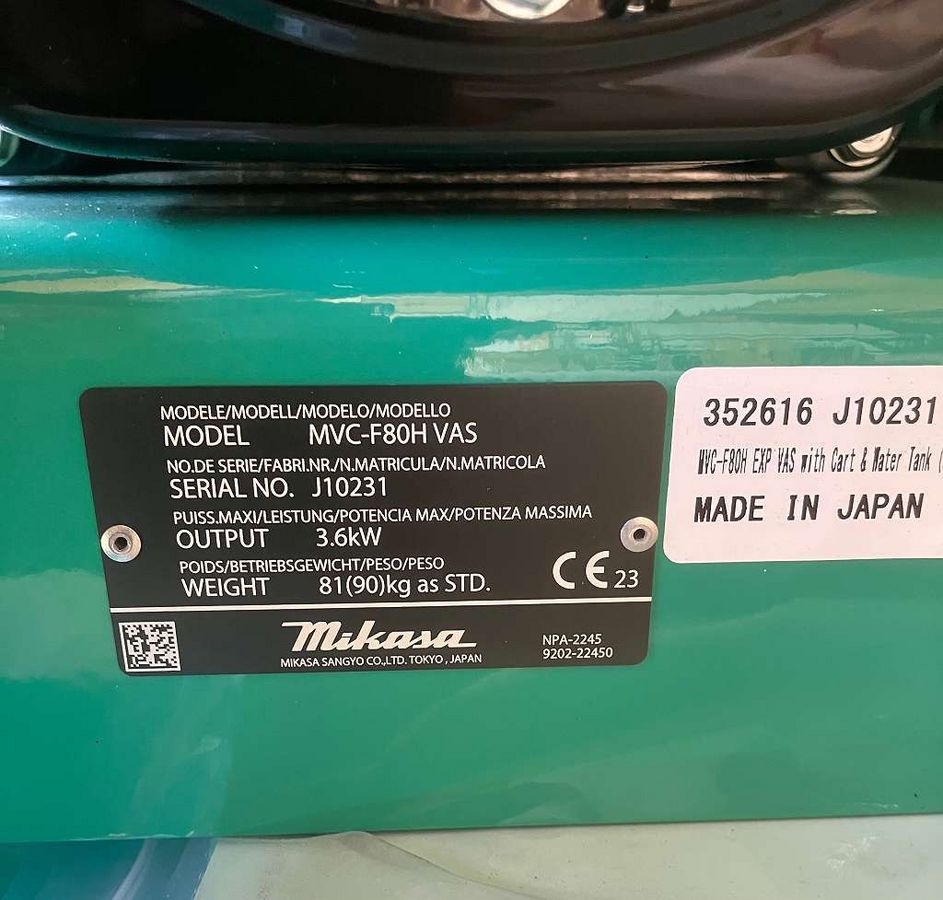 MODELE/MODELL/MODELO/MODELLO
MODEL MVC-F80H VAS
NO.DE SERIE/FABRI.NR./N.MATRICULA/N.MATRICOLA
SERIAL NO. J10231
PUISS.MAXI/LEISTUNG/POTENCIA MAX/POTENZA MASSIMA
OUTPUT 3.6kW
POIDS/BETRIEBSGEWICHT/PESO/PESO
WEIGHT 81(90)kg as STD.
CE 23
Mikasa
MIKASA SANGYO CO.,LTD. TOKYO , JAPAN
NPA-2245
9202-22450
352616 J10231
MVC-F80H EXP VAS with Cart & Water Tank (
MADE IN JAPAN